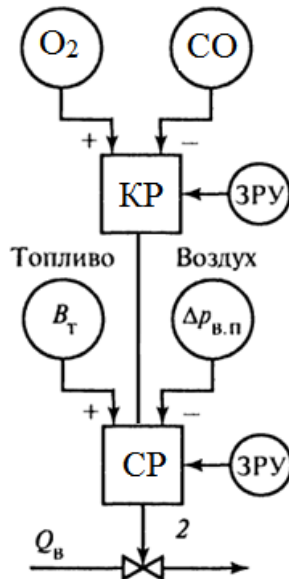 O₂ CO
+ −
КР ЗРУ
Топливо Воздух
Bт Δpв.п
+ −
СР ЗРУ
2
Qв